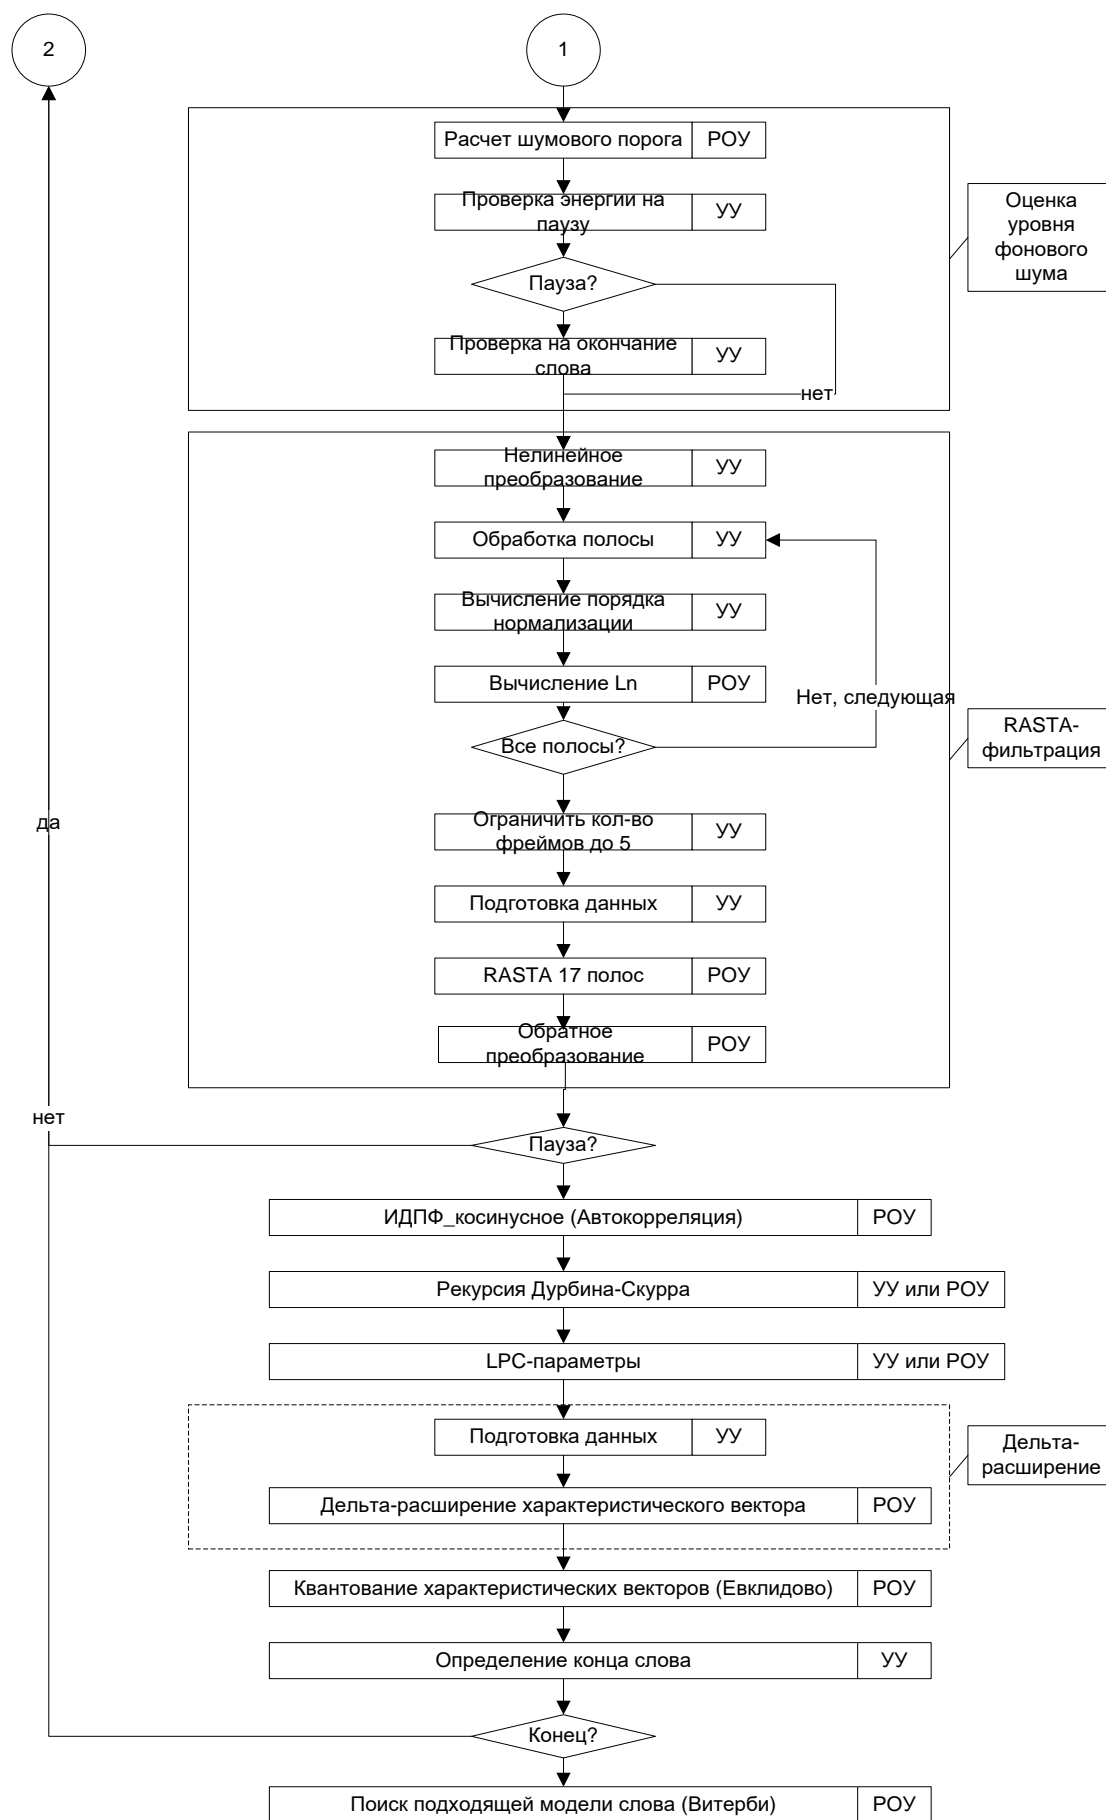 2
1
Расчет шумового порога
РОУ
Проверка энергии на
паузу
УУ
Оценка
уровня
фонового
шума
Пауза?
Проверка на окончание
слова
УУ
нет
Нелинейное
преобразование
УУ
Обработка полосы
УУ
Вычисление порядка
нормализации
УУ
Вычисление Ln
РОУ
Нет, следующая
Все полосы?
RASTA-
фильтрация
да
Ограничить кол-во
фреймов до 5
УУ
Подготовка данных
УУ
RASTA 17 полос
РОУ
Обратное
преобразование
РОУ
нет
Пауза?
ИДПФ_косинусное (Автокорреляция)
РОУ
Рекурсия Дурбина-Скурра
УУ или РОУ
LPC-параметры
УУ или РОУ
Подготовка данных
УУ
Дельта-
расширение
Дельта-расширение характеристического вектора
РОУ
Квантование характеристических векторов (Евклидово)
РОУ
Определение конца слова
УУ
Конец?
Поиск подходящей модели слова (Витерби)
РОУ